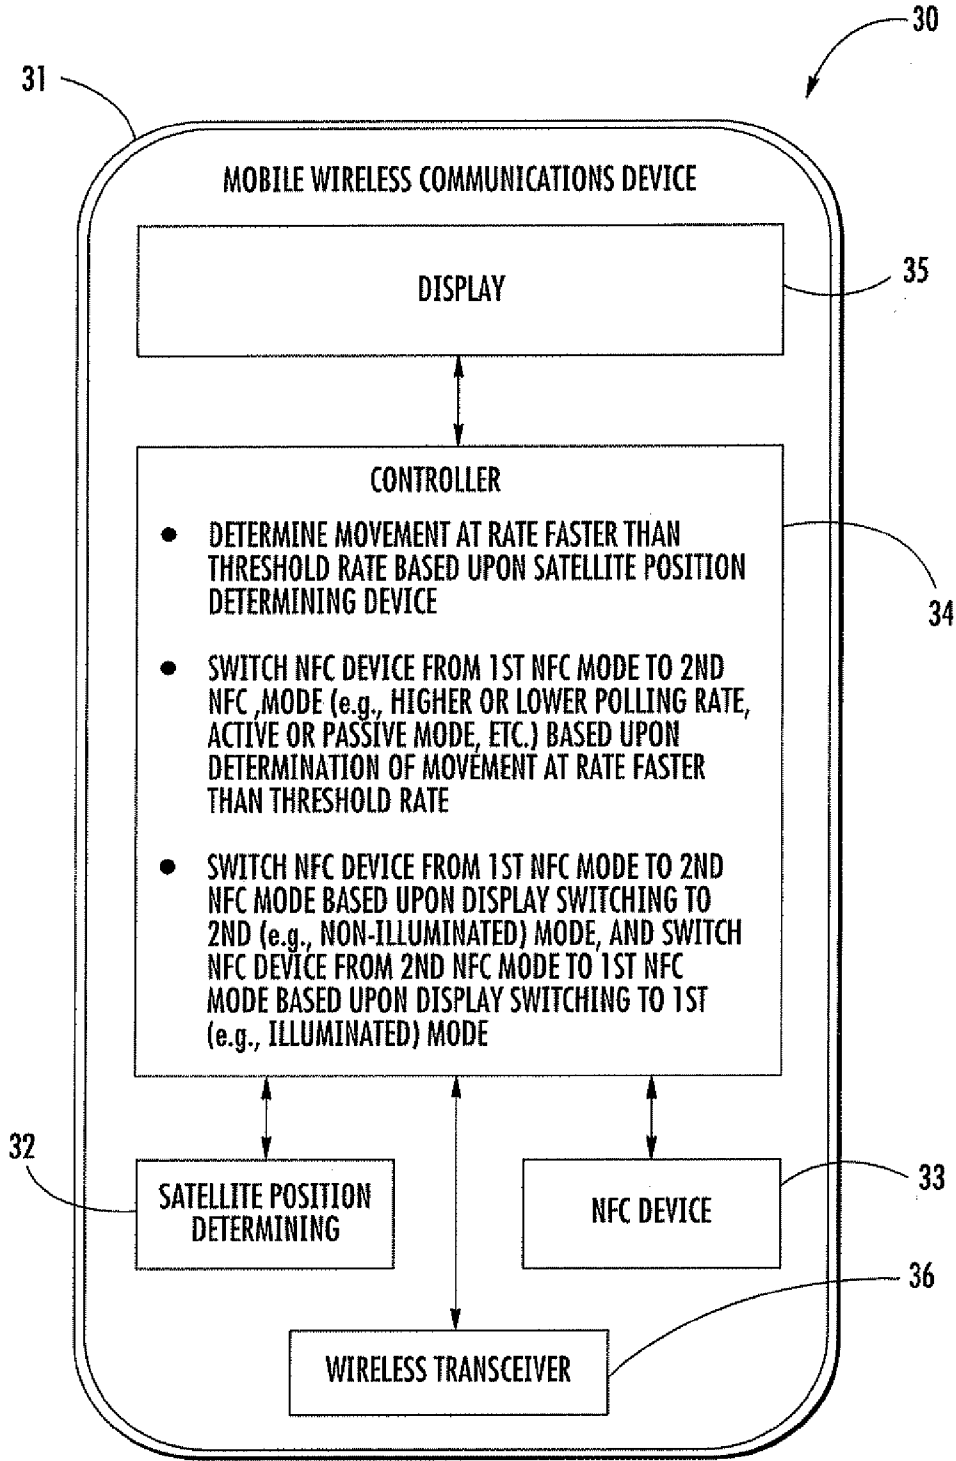 30
31
MOBILE WIRELESS COMMUNICATIONS DEVICE
DISPLAY
35
CONTROLLER
● DETERMINE MOVEMENT AT RATE FASTER THAN
THRESHOLD RATE BASED UPON SATELLITE POSITION
DETERMINING DEVICE
34
● SWITCH NFC DEVICE FROM 1ST NFC MODE TO 2ND
NFC ,MODE (e.g., HIGHER OR LOWER POLLING RATE,
ACTIVE OR PASSIVE MODE, ETC.) BASED UPON
DETERMINATION OF MOVEMENT AT RATE FASTER
THAN THRESHOLD RATE
● SWITCH NFC DEVICE FROM 1ST NFC MODE TO 2ND
NFC MODE BASED UPON DISPLAY SWITCHING TO
2ND (e.g., NON-ILLUMINATED) MODE, AND SWITCH
NFC DEVICE FROM 2ND NFC MODE TO 1ST NFC
MODE BASED UPON DISPLAY SWITCHING TO 1ST
(e.g., ILLUMINATED) MODE
32
SATELLITE POSITION
DETERMINING
NFC DEVICE
33
36
WIRELESS TRANSCEIVER